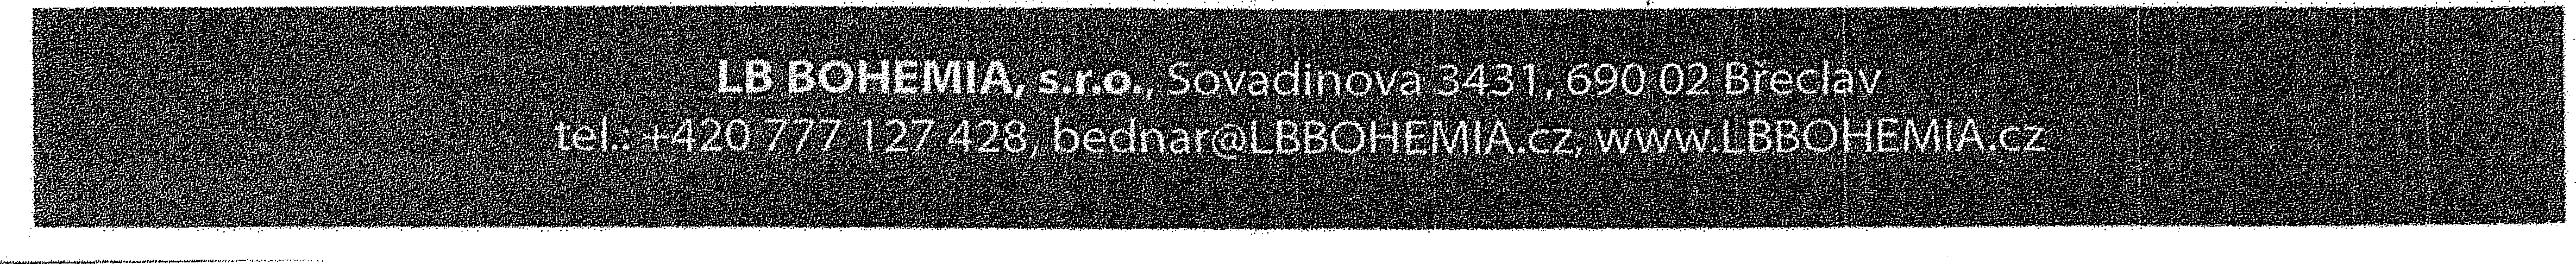 LB BOHEMIA, s.r.o., Sovadinova 3431, 690 02 Břeclav
tel.: +420 777 127 428, bednar@LBBOHEMIA.cz, www.LBBOHEMIA.cz